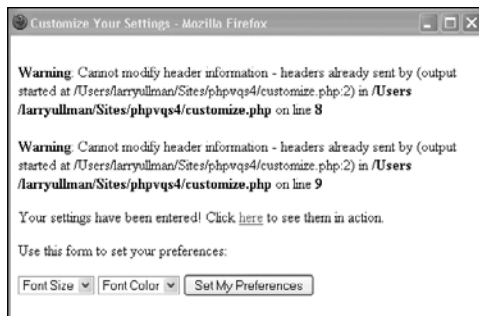 Customize Your Settings - Mozilla Firefox
Warning: Cannot modify header information - headers already sent by (output
started at /Users/larryullman/Sites/phpvqs4/customize.php:2) in /Users
/larryullman/Sites/phpvqs4/customize.php on line 8
Warning: Cannot modify header information - headers already sent by (output
started at /Users/larryullman/Sites/phpvqs4/customize.php:2) in /Users
/larryullman/Sites/phpvqs4/customize.php on line 9
Your settings have been entered! Click here to see them in action.
Use this form to set your preferences:
Font Size Font Color Set My Preferences